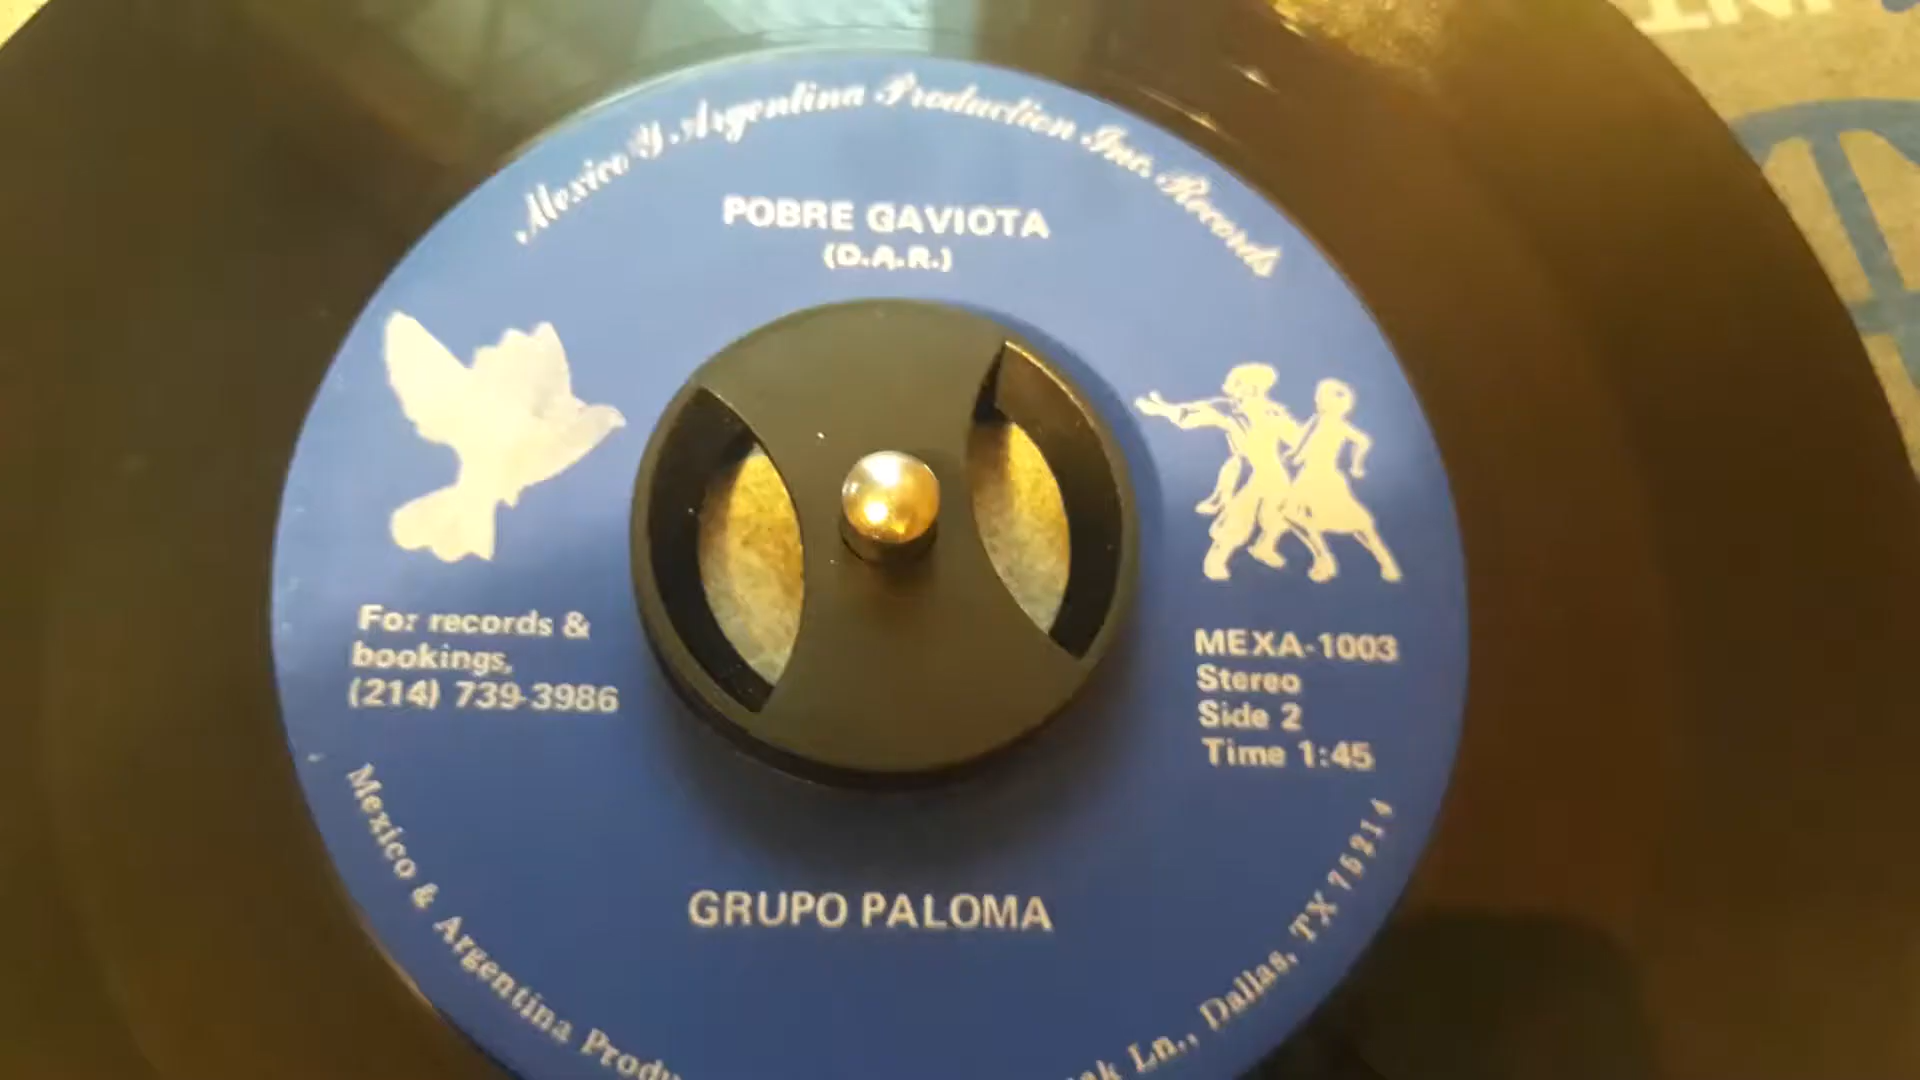 Mexico Y Argentina Production Inc. Records
POBRE GAVIOTA
(D.A.R.)
For records &
bookings,
(214) 739-3986
MEXA-1003
Stereo
Side 2
Time 1:45
GRUPO PALOMA
Mexico & Argentina
Ln., Dallas, TX 75214